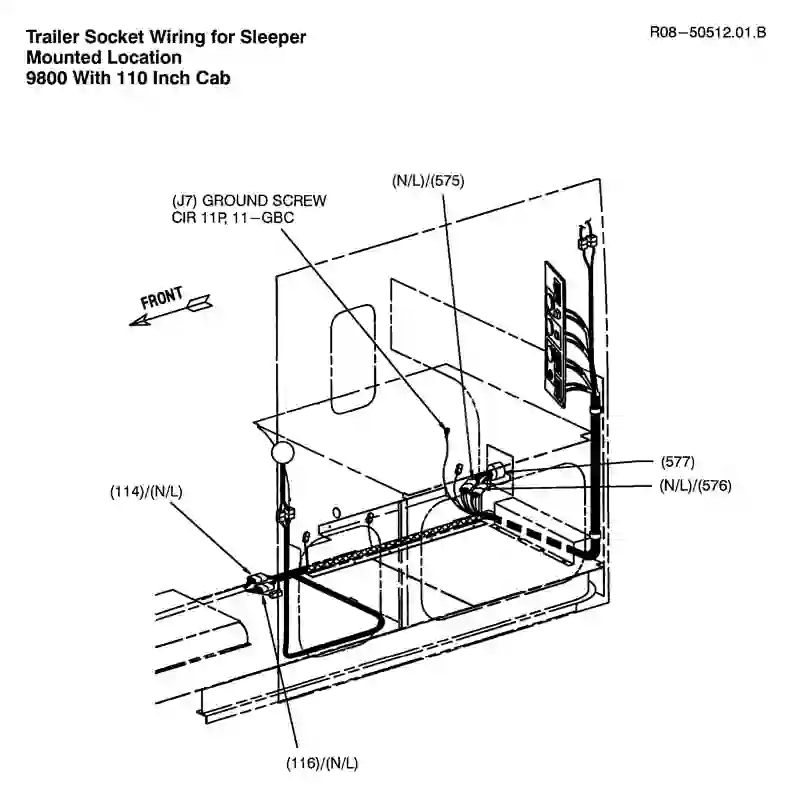 Trailer Socket Wiring for Sleeper
Mounted Location
9800 With 110 Inch Cab
R08−50512.01.B
(N/L)/(575)
(J7) GROUND SCREW
CIR 11P, 11−GBC
FRONT
(577)
(N/L)/(576)
(114)/(N/L)
(116)/(N/L)